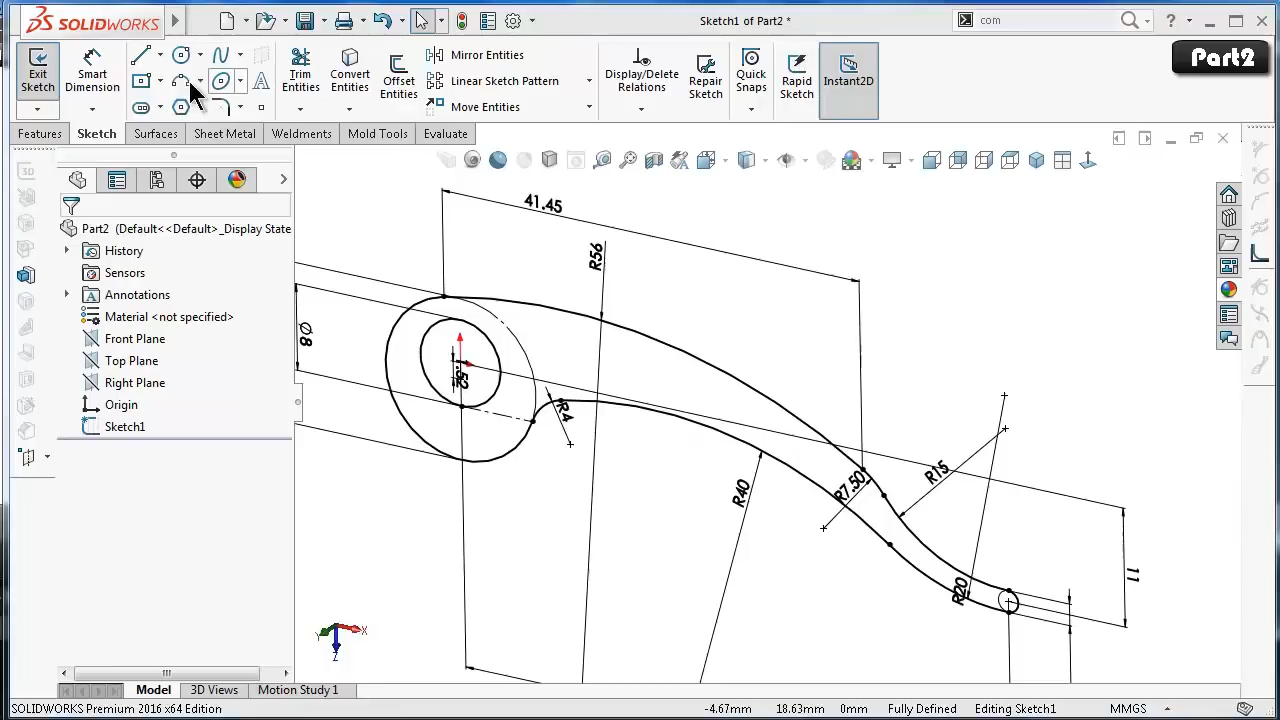 SOLIDWORKS
Sketch1 of Part2 *
com
Part2
Exit Sketch
Smart Dimension
Trim Entities
Convert Entities
Offset Entities
Mirror Entities
Linear Sketch Pattern
Move Entities
Display/Delete Relations
Repair Sketch
Quick Snaps
Rapid Sketch
Instant2D
Features
Sketch
Surfaces
Sheet Metal
Weldments
Mold Tools
Evaluate
Part2 (Default<<Default>_Display State
History
Sensors
Annotations
Material <not specified>
Front Plane
Top Plane
Right Plane
Origin
Sketch1
41.45
R56
Ø8
1.52
R4
R40
R7.50
R15
R20
11
X
Y
Z
Model
3D Views
Motion Study 1
SOLIDWORKS Premium 2016 x64 Edition
-4.67mm
18.63mm
0mm
Fully Defined
Editing Sketch1
MMGS